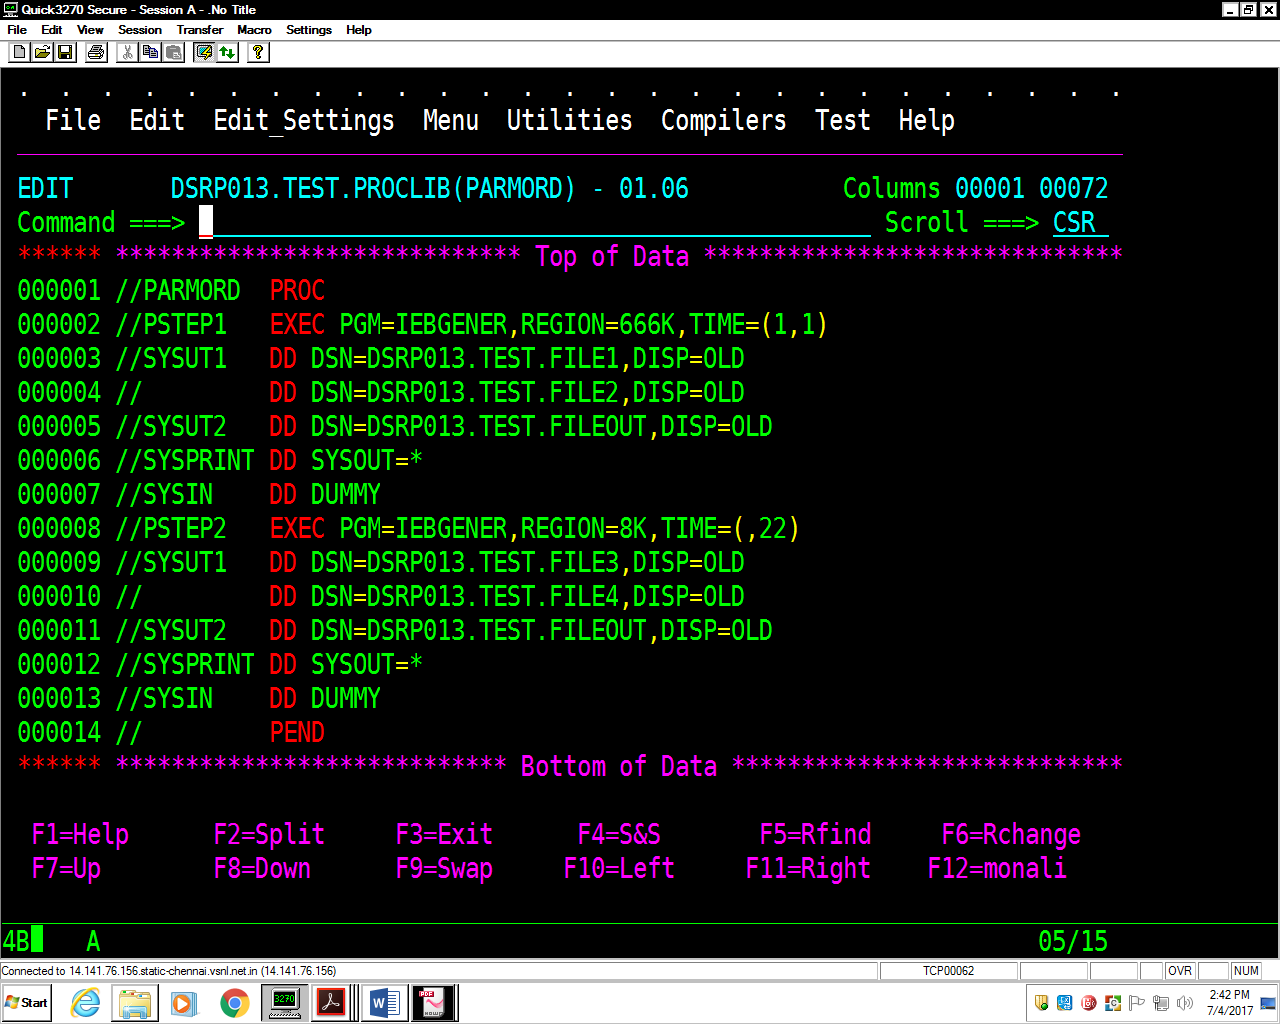 Quick3270 Secure - Session A - .No Title
File Edit View Session Transfer Macro Settings Help
. . . . . . . . . . . . . . . . . . . . . . . . . . .
File Edit Edit_Settings Menu Utilities Compilers Test Help
EDIT DSRP013.TEST.PROCLIB(PARMORD) - 01.06 Columns 00001 00072
Command ===> Scroll ===> CSR
****** ***************************** Top of Data ******************************
000001 //PARMORD PROC
000002 //PSTEP1 EXEC PGM=IEBGENER,REGION=666K,TIME=(1,1)
000003 //SYSUT1 DD DSN=DSRP013.TEST.FILE1,DISP=OLD
000004 // DD DSN=DSRP013.TEST.FILE2,DISP=OLD
000005 //SYSUT2 DD DSN=DSRP013.TEST.FILEOUT,DISP=OLD
000006 //SYSPRINT DD SYSOUT=*
000007 //SYSIN DD DUMMY
000008 //PSTEP2 EXEC PGM=IEBGENER,REGION=8K,TIME=(,22)
000009 //SYSUT1 DD DSN=DSRP013.TEST.FILE3,DISP=OLD
000010 // DD DSN=DSRP013.TEST.FILE4,DISP=OLD
000011 //SYSUT2 DD DSN=DSRP013.TEST.FILEOUT,DISP=OLD
000012 //SYSPRINT DD SYSOUT=*
000013 //SYSIN DD DUMMY
000014 // PEND
****** **************************** Bottom of Data ****************************
F1=Help F2=Split F3=Exit F4=S&S F5=Rfind F6=Rchange
F7=Up F8=Down F9=Swap F10=Left F11=Right F12=monali
4B A 05/15
Connected to 14.141.76.156.static-chennai.vsnl.net.in (14.141.76.156) TCP00062 OVR NUM
Start 3270 W PDF 2:42 PM
7/4/2017